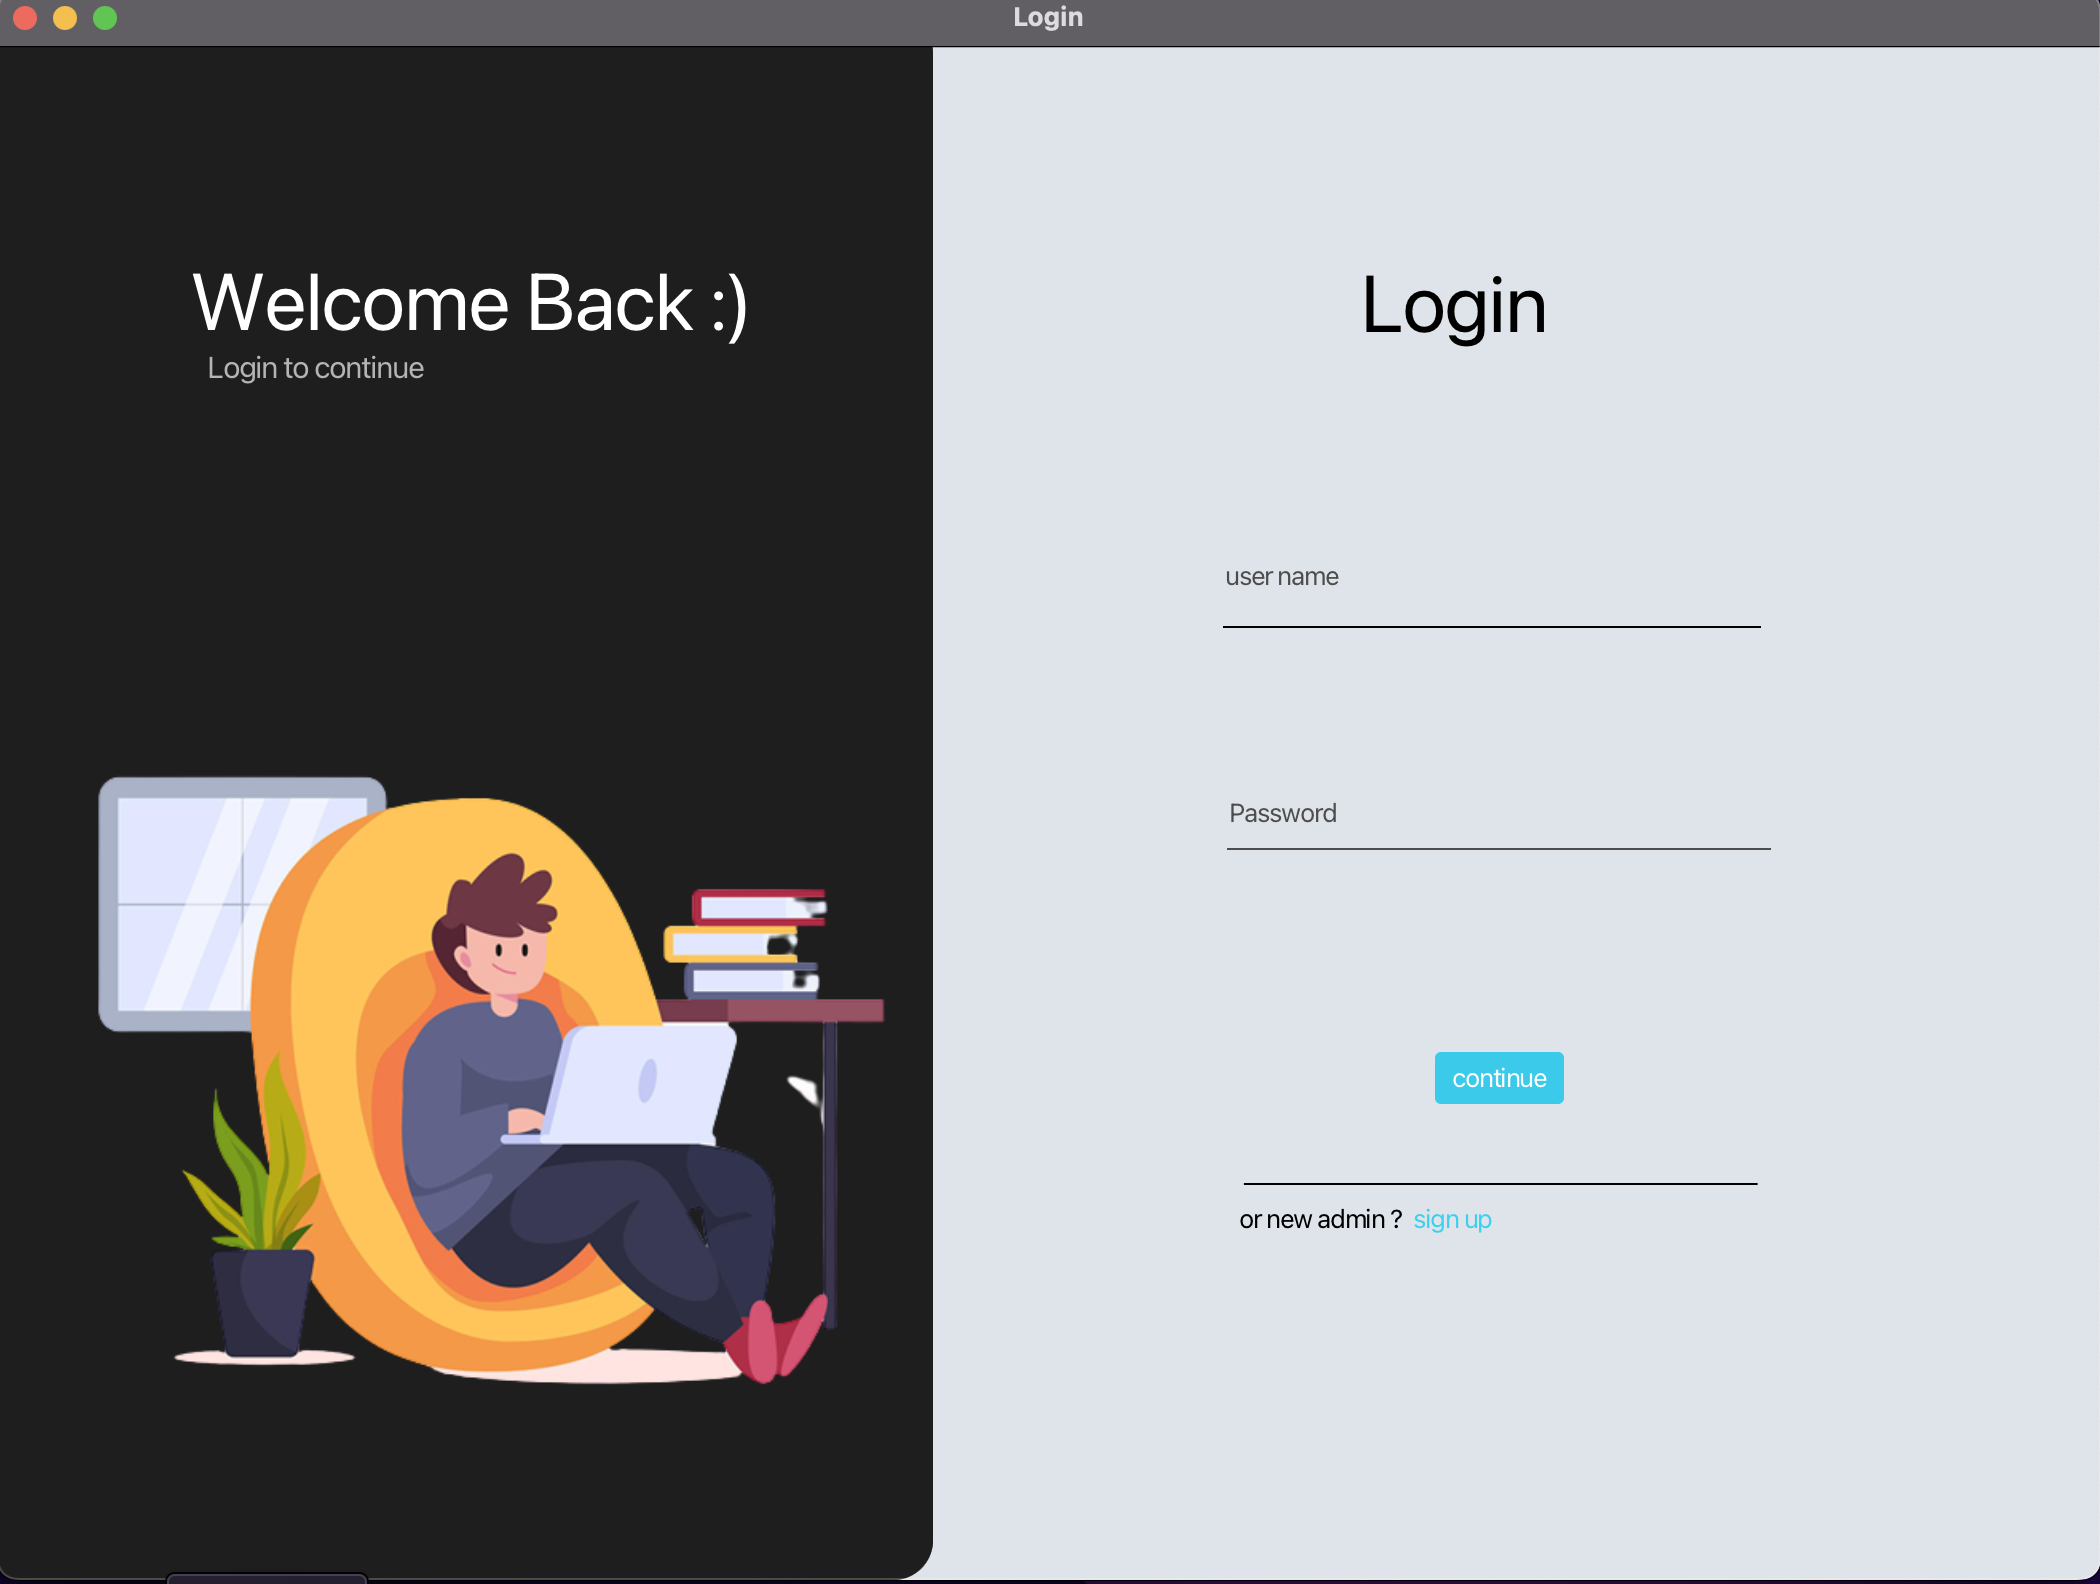 Login
Welcome Back :)
Login to continue
Login
user name
Password
continue
or new admin ? sign up